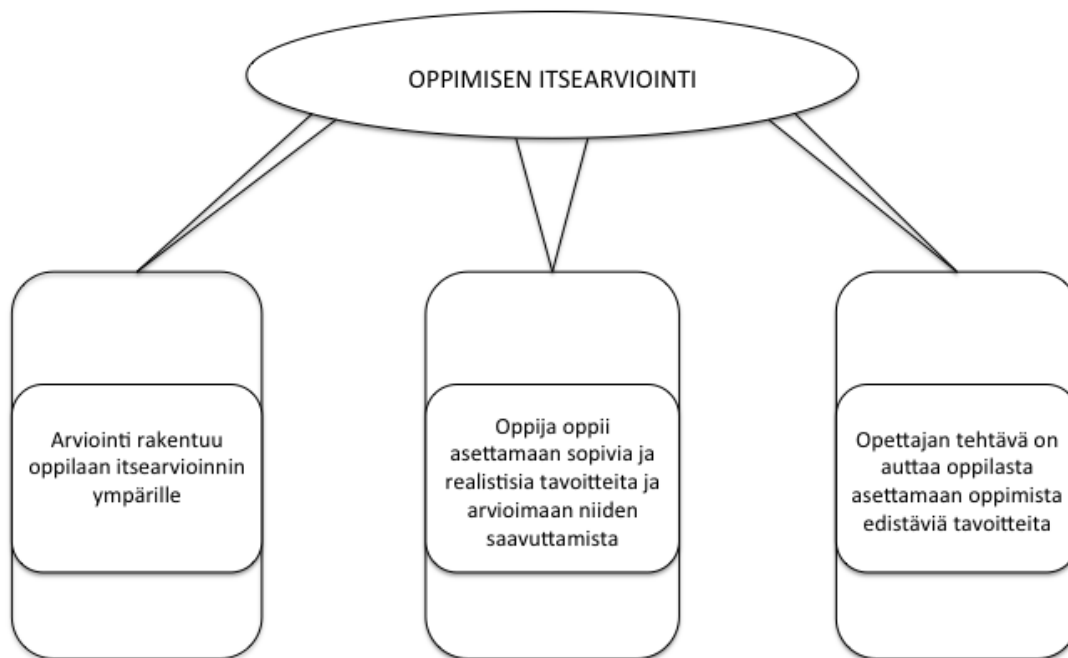 OPPIMISEN ITSEARVIOINTI
Arviointi rakentuu
oppilaan itsearvioinnin
ympärille
Oppija oppii
asettamaan sopivia ja
realistisia tavoitteita ja
arvioimaan niiden
saavuttamista
Opettajan tehtävä on
auttaa oppilasta
asettamaan oppimista
edistäviä tavoitteita